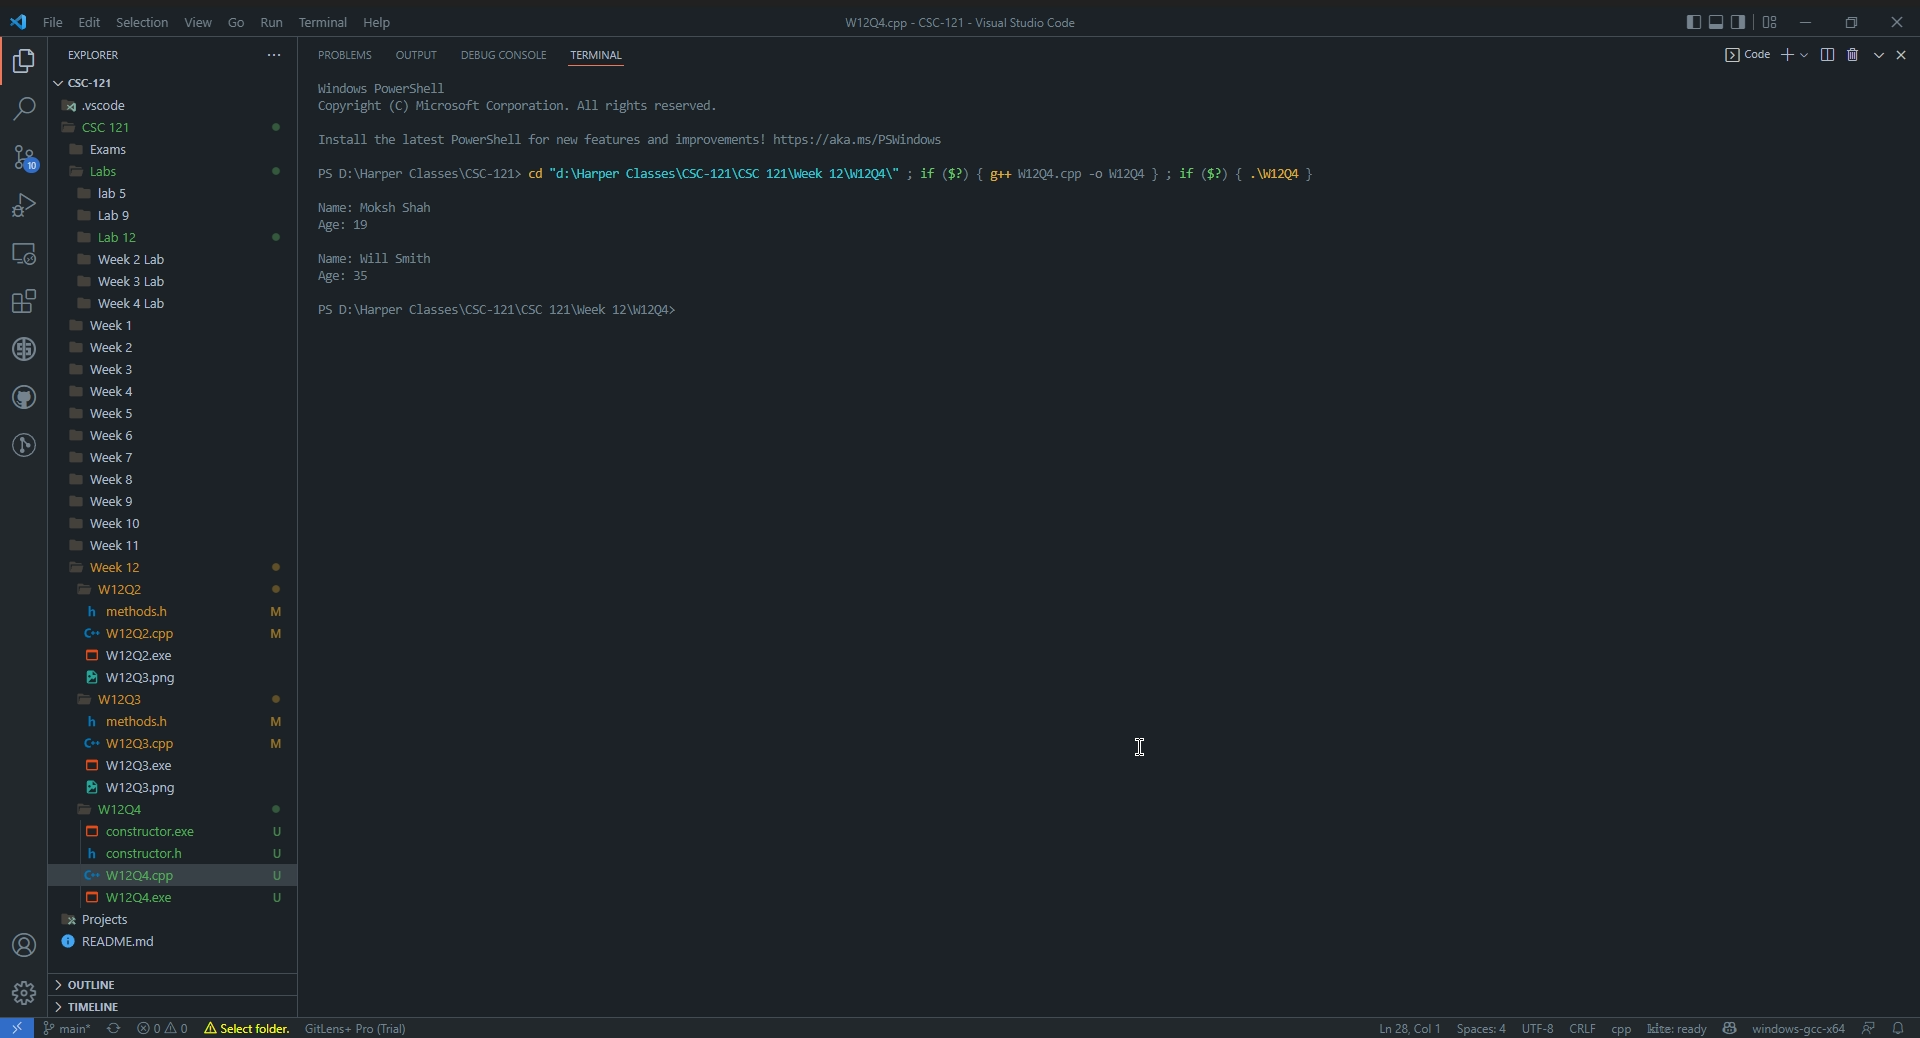 File Edit Selection View Go Run Terminal Help
W12Q4.cpp - CSC-121 - Visual Studio Code
EXPLORER
CSC-121
.vscode
CSC 121
Exams
Labs
lab 5
Lab 9
Lab 12
Week 2 Lab
Week 3 Lab
Week 4 Lab
Week 1
Week 2
Week 3
Week 4
Week 5
Week 6
Week 7
Week 8
Week 9
Week 10
Week 11
Week 12
W12Q2
h methods.h M
C++ W12Q2.cpp M
W12Q2.exe
W12Q3.png
W12Q3
h methods.h M
C++ W12Q3.cpp M
W12Q3.exe
W12Q3.png
W12Q4
constructor.exe U
h constructor.h U
C++ W12Q4.cpp U
W12Q4.exe U
Projects
README.md
OUTLINE
TIMELINE
10
PROBLEMS OUTPUT DEBUG CONSOLE TERMINAL
Code
Windows PowerShell
Copyright (C) Microsoft Corporation. All rights reserved.
Install the latest PowerShell for new features and improvements! https://aka.ms/PSWindows
PS D:\Harper Classes\CSC-121> cd "d:\Harper Classes\CSC-121\CSC 121\Week 12\W12Q4\" ; if ($?) { g++ W12Q4.cpp -o W12Q4 } ; if ($?) { .\W12Q4 }
Name: Moksh Shah
Age: 19
Name: Will Smith
Age: 35
PS D:\Harper Classes\CSC-121\CSC 121\Week 12\W12Q4>
main* 0 0 Select folder. GitLens+ Pro (Trial)
Ln 28, Col 1 Spaces: 4 UTF-8 CRLF cpp kite: ready windows-gcc-x64